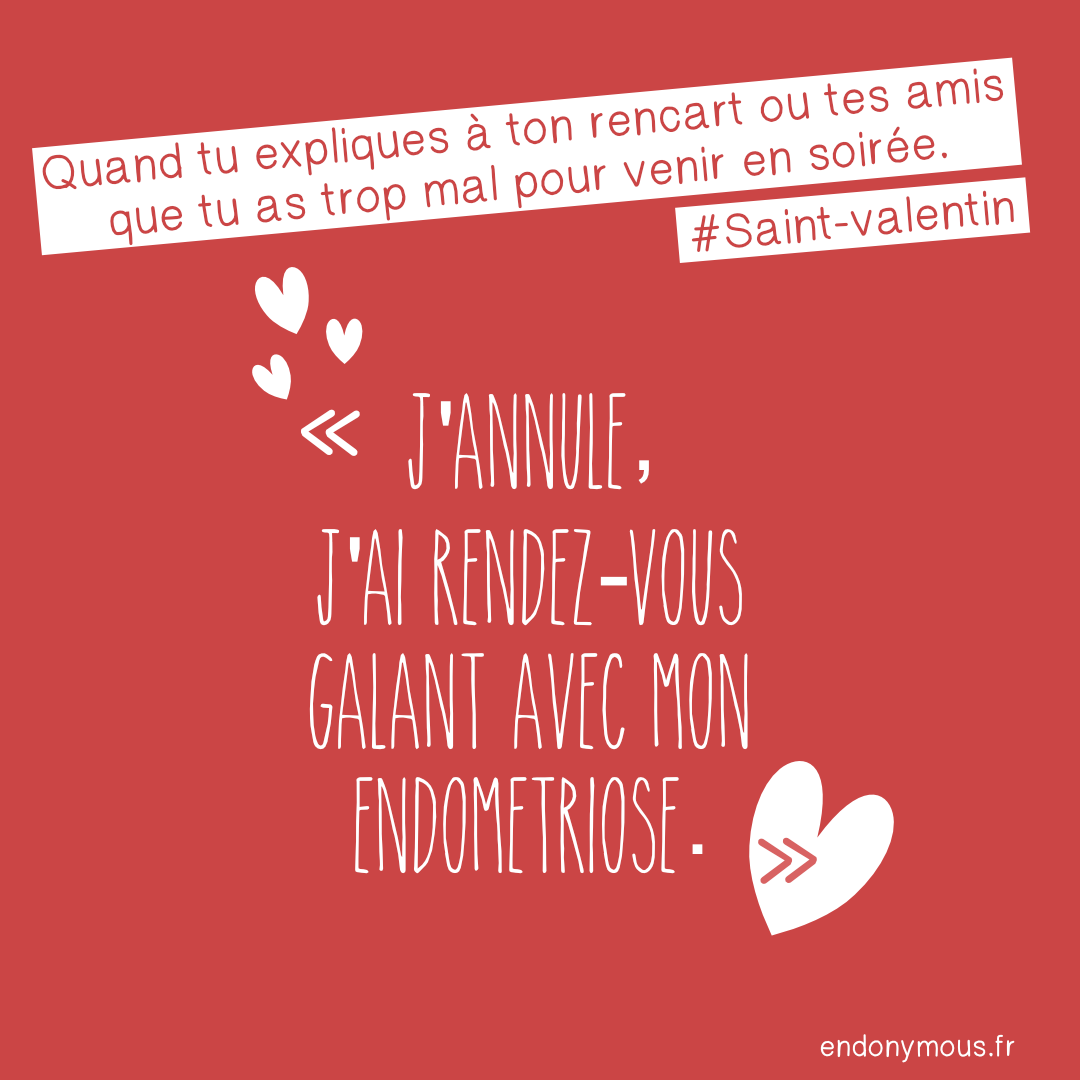 Quand tu expliques à ton rencart ou tes amis
que tu as trop mal pour venir en soirée.
#Saint-valentin
« J'ANNULE,
J'AI RENDEZ-VOUS
GALANT AVEC MON
ENDOMETRIOSE. »
endonymous.fr